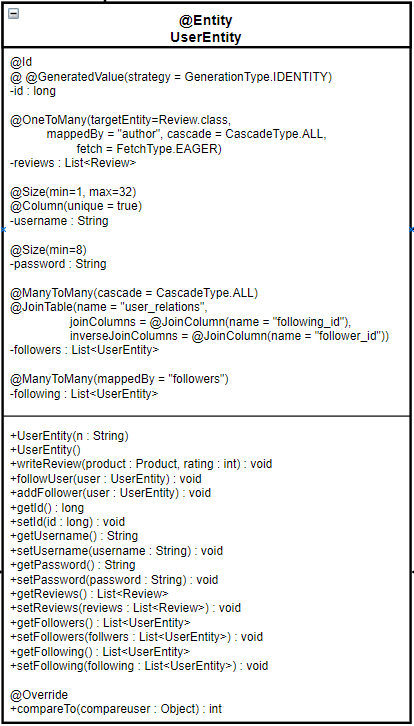 @Entity
UserEntity
@Id
@ @GeneratedValue(strategy = GenerationType.IDENTITY)
-id : long
@OneToMany(targetEntity=Review.class,
mappedBy = "author", cascade = CascadeType.ALL,
fetch = FetchType.EAGER)
-reviews : List<Review>
@Size(min=1, max=32)
@Column(unique = true)
-username : String
@Size(min=8)
-password : String
@ManyToMany(cascade = CascadeType.ALL)
@JoinTable(name = "user_relations",
joinColumns = @JoinColumn(name = "following_id"),
inverseJoinColumns = @JoinColumn(name = "follower_id"))
-followers : List<UserEntity>
@ManyToMany(mappedBy = "followers")
-following : List<UserEntity>
+UserEntity(n : String)
+UserEntity()
+writeReview(product : Product, rating : int) : void
+followUser(user : UserEntity) : void
+addFollower(user : UserEntity) : void
+getId() : long
+setId(id : long) : void
+getUsername() : String
+setUsername(username : String) : void
+getPassword() : String
+setPassword(password : String) : void
+getReviews() : List<Review>
+setReviews(reviews : List<Review>) : void
+getFollowers() : List<UserEntity>
+setFollowers(follwers : List<UserEntity>) : void
+getFollowing() : List<UserEntity>
+setFollowing(following : List<UserEntity>) : void
@Override
+compareTo(compareuser : Object) : int